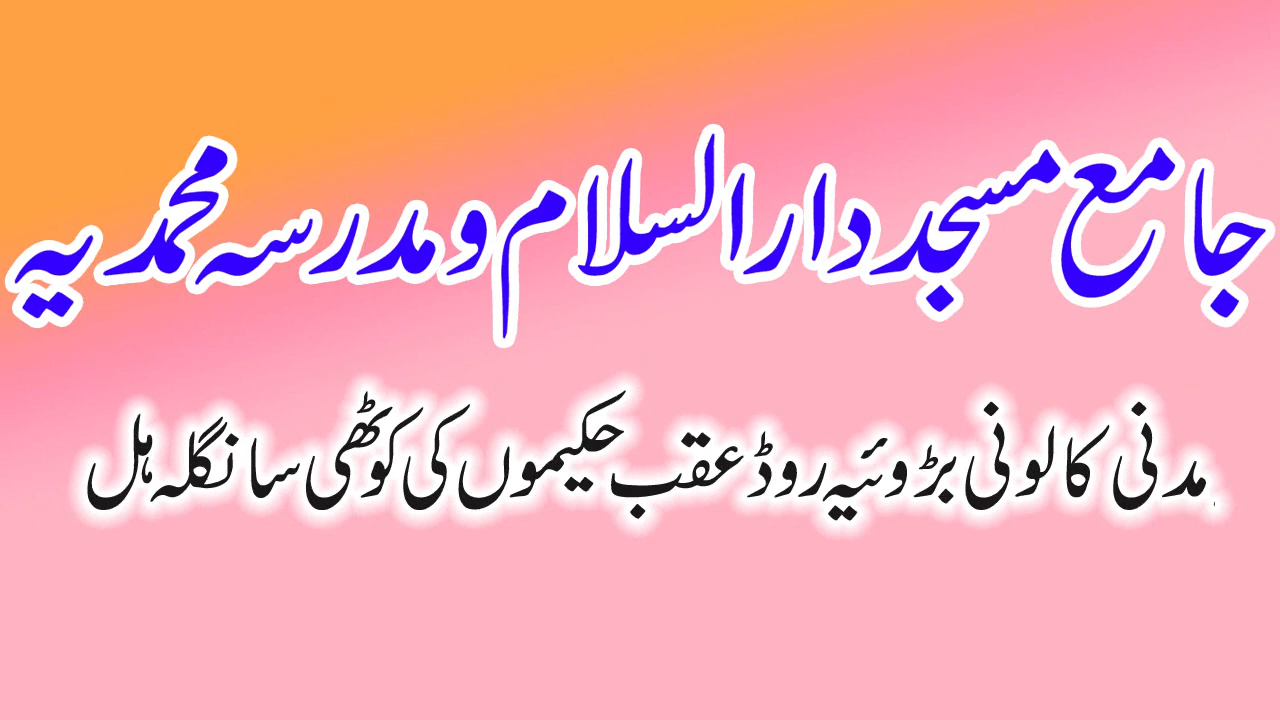 جامع مسجد دارالسلام و مدرسہ محمدیہ
مدنی کالونی بڑوئیہ روڈ عقب حکیموں کی کوٹھی سانگلہ ہل